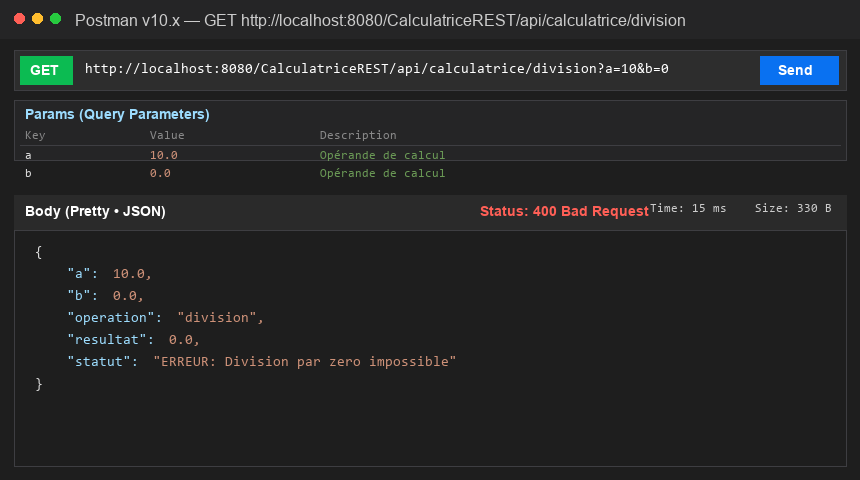 Postman v10.x — GET http://localhost:8080/CalculatriceREST/api/calculatrice/division
GET http://localhost:8080/CalculatriceREST/api/calculatrice/division?a=10&b=0 Send
Params (Query Parameters)
Key Value Description
a 10.0 Opérande de calcul
b 0.0 Opérande de calcul
Body (Pretty • JSON) Status: 400 Bad Request Time: 15 ms Size: 330 B
{
"a": 10.0,
"b": 0.0,
"operation": "division",
"resultat": 0.0,
"statut": "ERREUR: Division par zero impossible"
}